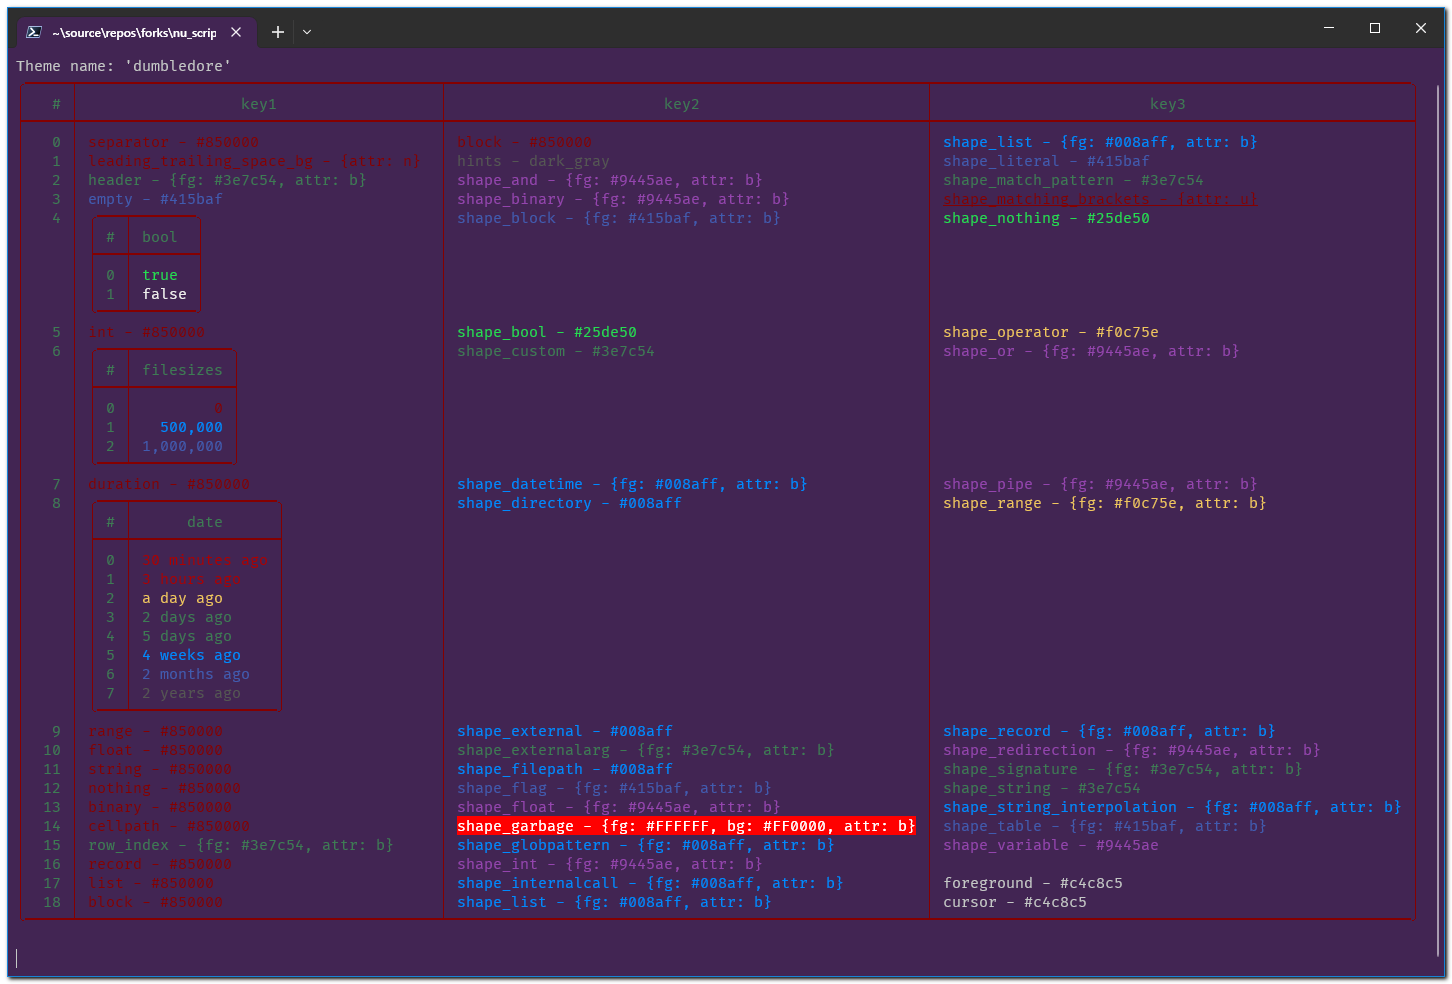 ~\source\repos\forks\nu_scrip
Theme name: 'dumbledore'
# key1 key2 key3
0 separator - #850000 block - #850000 shape_list - {fg: #008aff, attr: b}
1 leading_trailing_space_bg - {attr: n} hints - dark_gray shape_literal - #415baf
2 header - {fg: #3e7c54, attr: b} shape_and - {fg: #9445ae, attr: b} shape_match_pattern - #3e7c54
3 empty - #415baf shape_binary - {fg: #9445ae, attr: b} shape_matching_brackets - {attr: u}
4 shape_block - {fg: #415baf, attr: b} shape_nothing - #25de50
# bool
0 true
1 false
5 int - #850000 shape_bool - #25de50 shape_operator - #f0c75e
6 shape_custom - #3e7c54 shape_or - {fg: #9445ae, attr: b}
# filesizes
0 0
1 500,000
2 1,000,000
7 duration - #850000 shape_datetime - {fg: #008aff, attr: b} shape_pipe - {fg: #9445ae, attr: b}
8 shape_directory - #008aff shape_range - {fg: #f0c75e, attr: b}
# date
0 30 minutes ago
1 3 hours ago
2 a day ago
3 2 days ago
4 5 days ago
5 4 weeks ago
6 2 months ago
7 2 years ago
9 range - #850000 shape_external - #008aff shape_record - {fg: #008aff, attr: b}
10 float - #850000 shape_externalarg - {fg: #3e7c54, attr: b} shape_redirection - {fg: #9445ae, attr: b}
11 string - #850000 shape_filepath - #008aff shape_signature - {fg: #3e7c54, attr: b}
12 nothing - #850000 shape_flag - {fg: #415baf, attr: b} shape_string - #3e7c54
13 binary - #850000 shape_float - {fg: #9445ae, attr: b} shape_string_interpolation - {fg: #008aff, attr: b}
14 cellpath - #850000 shape_garbage - {fg: #FFFFFF, bg: #FF0000, attr: b} shape_table - {fg: #415baf, attr: b}
15 row_index - {fg: #3e7c54, attr: b} shape_globpattern - {fg: #008aff, attr: b} shape_variable - #9445ae
16 record - #850000 shape_int - {fg: #9445ae, attr: b}
17 list - #850000 shape_internalcall - {fg: #008aff, attr: b} foreground - #c4c8c5
18 block - #850000 shape_list - {fg: #008aff, attr: b} cursor - #c4c8c5